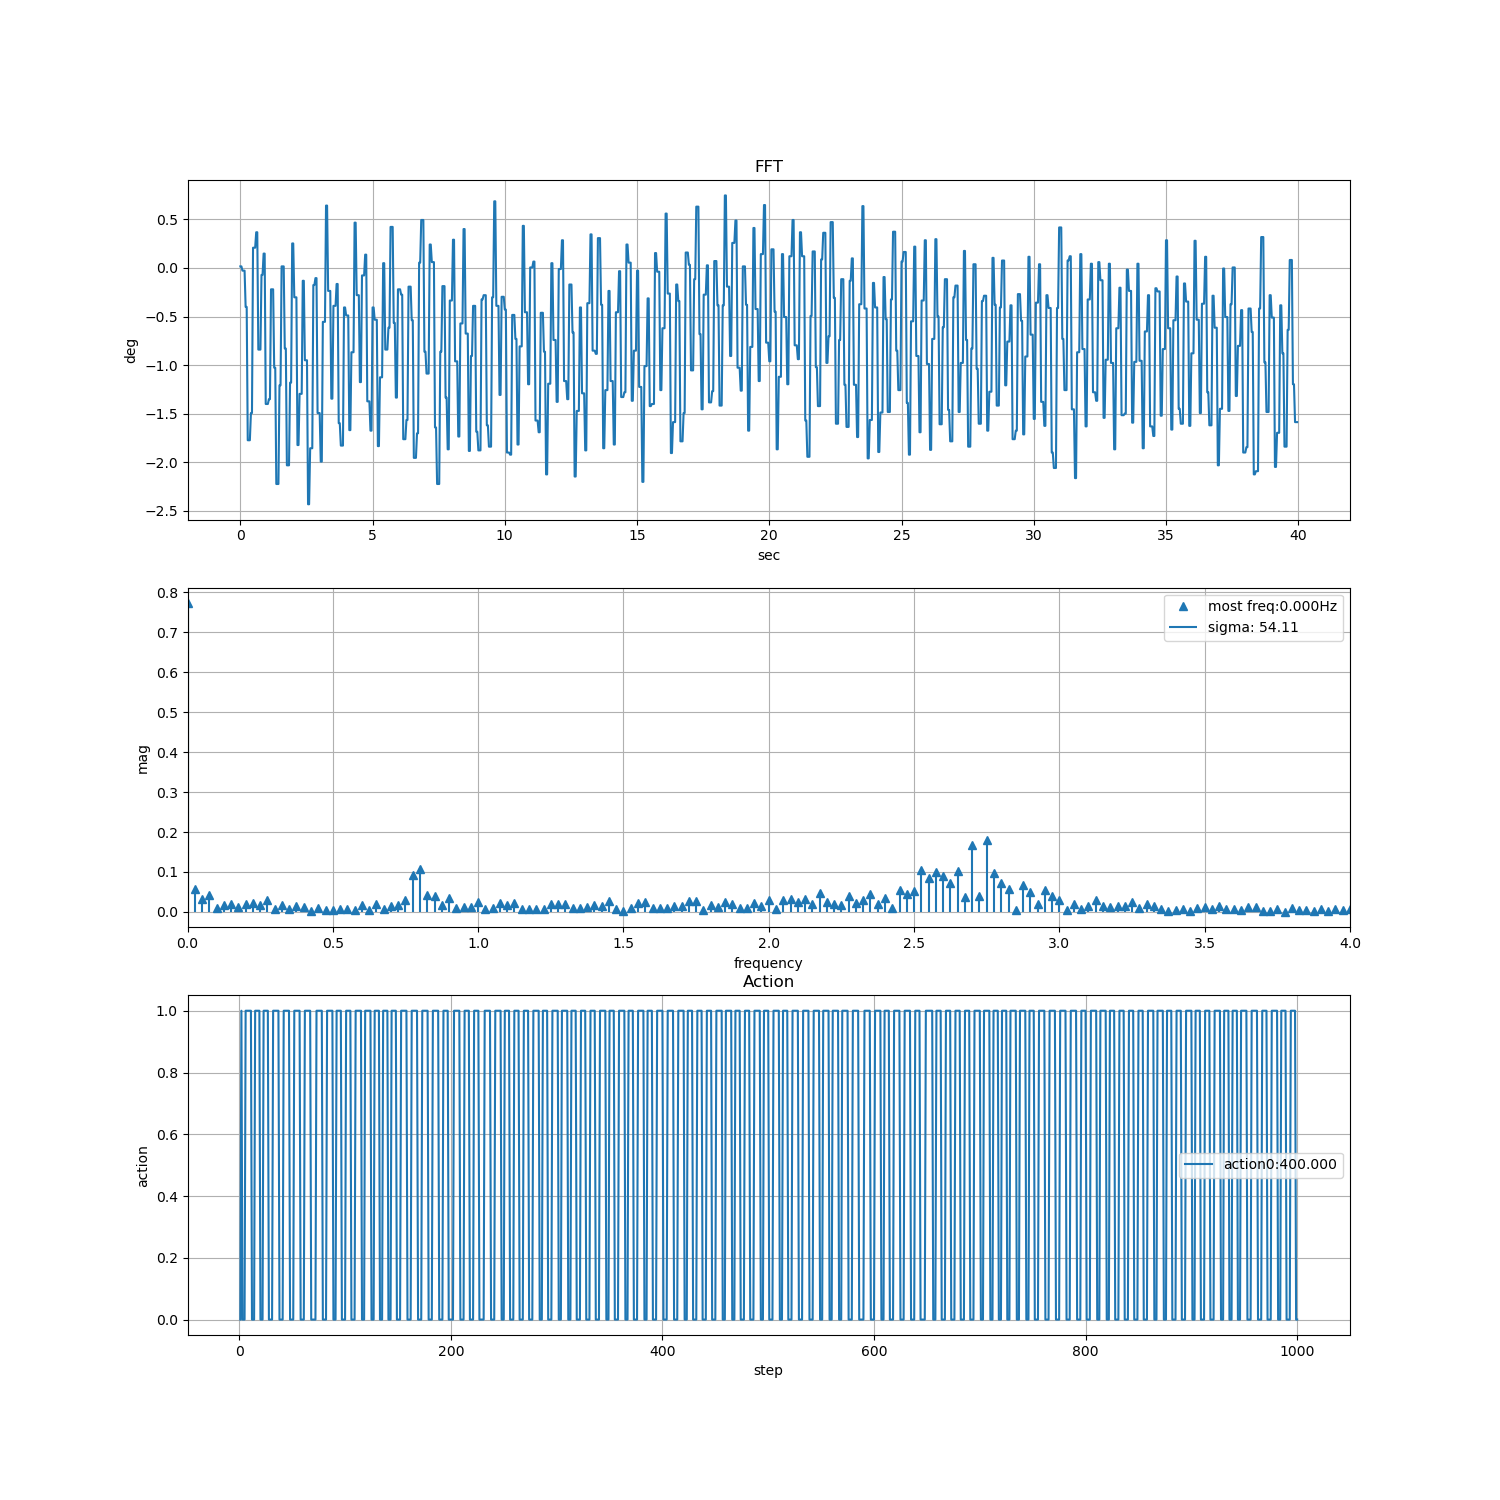 FFT
0.5
0.0
−0.5
−1.0
−1.5
−2.0
−2.5
deg
0 5 10 15 20 25 30 35 40
sec
0.8
0.7
0.6
0.5
0.4
0.3
0.2
0.1
0.0
mag
most freq:0.000Hz
sigma: 54.11
0.0 0.5 1.0 1.5 2.0 2.5 3.0 3.5 4.0
frequency
Action
1.0
0.8
0.6
0.4
0.2
0.0
action
action0:400.000
0 200 400 600 800 1000
step